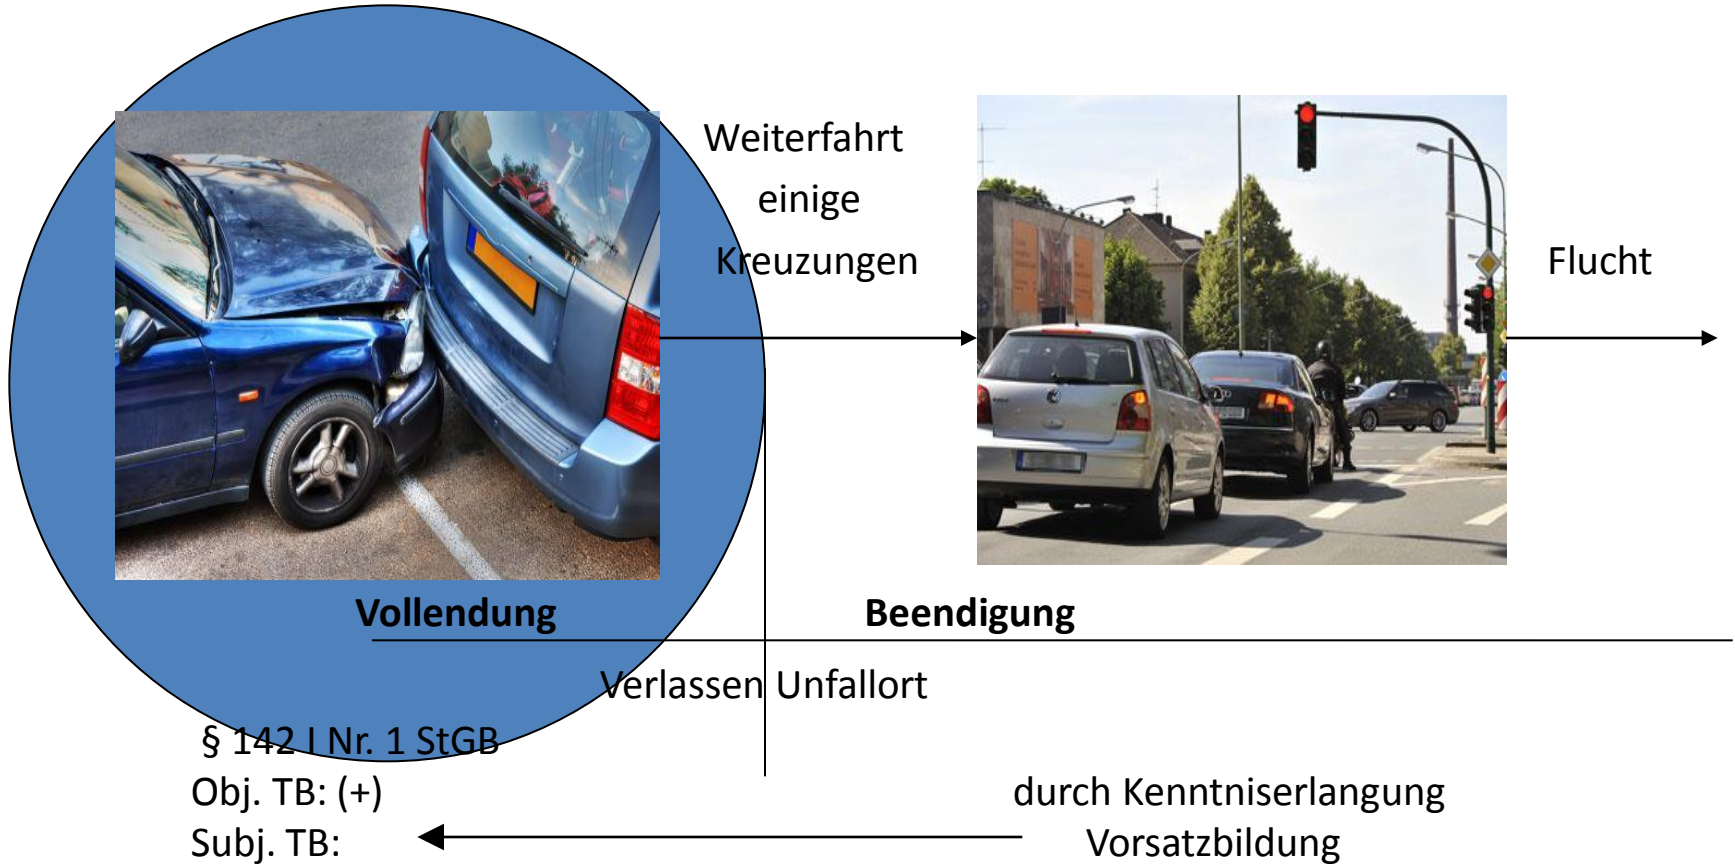 Weiterfahrt
einige
Kreuzungen
Flucht
Vollendung
Beendigung
Verlassen Unfallort
§ 142 I Nr. 1 StGB
Obj. TB: (+)
Subj. TB:
durch Kenntniserlangung
Vorsatzbildung